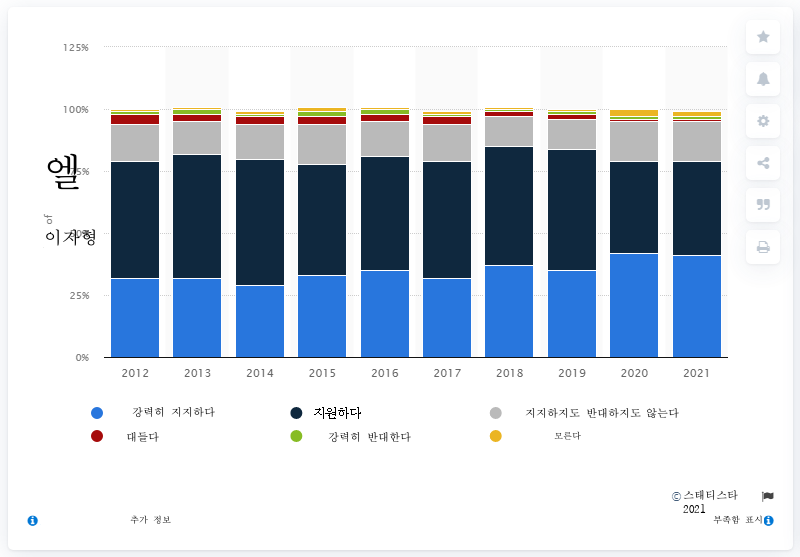 125%
100%
엘
75%
of
이자형
50%
25%
0%
2012 2013 2014 2015 2016 2017 2018 2019 2020 2021
강력히 지지하다 지원하다 지지하지도 반대하지도 않는다
대들다 강력히 반대한다 모른다
© 스태티스타
2021
추가 정보 부족함 표시